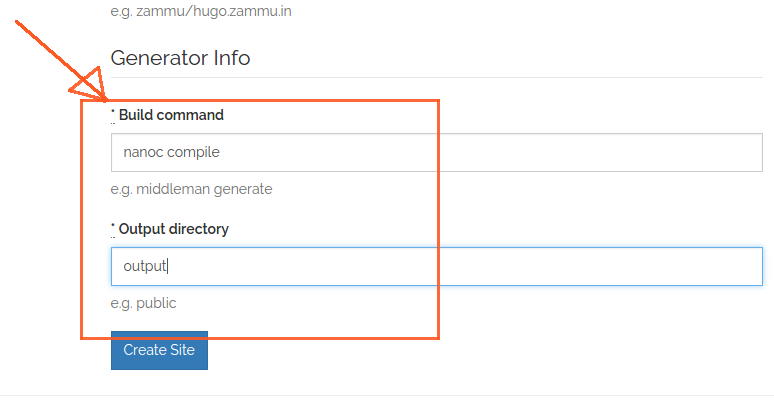 e.g. zammu/hugo.zammu.in
Generator Info
* Build command
nanoc compile
e.g. middleman generate
* Output directory
output
e.g. public
Create Site